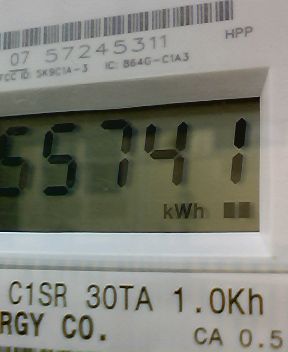 07 57245311
HPP
FCC ID: SK9C1A-3 IC: 864G-C1A3
55741
kWh
C1SR 30TA 1.0Kh
RGY CO.
CA 0.5